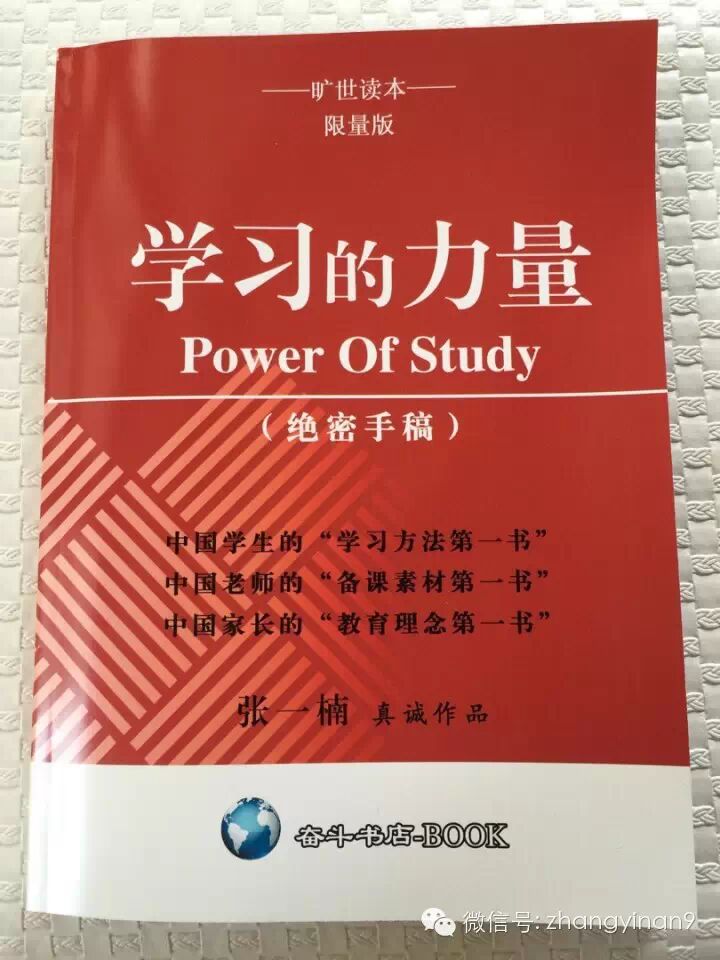 ——旷世读本——
限量版
学习的力量
Power Of Study
（绝密手稿）
中国学生的“学习方法第一书”
中国老师的“备课素材第一书”
中国家长的“教育理念第一书”
张一楠 真诚作品
奋斗书店-BOOK
微信号: zhangyinan9